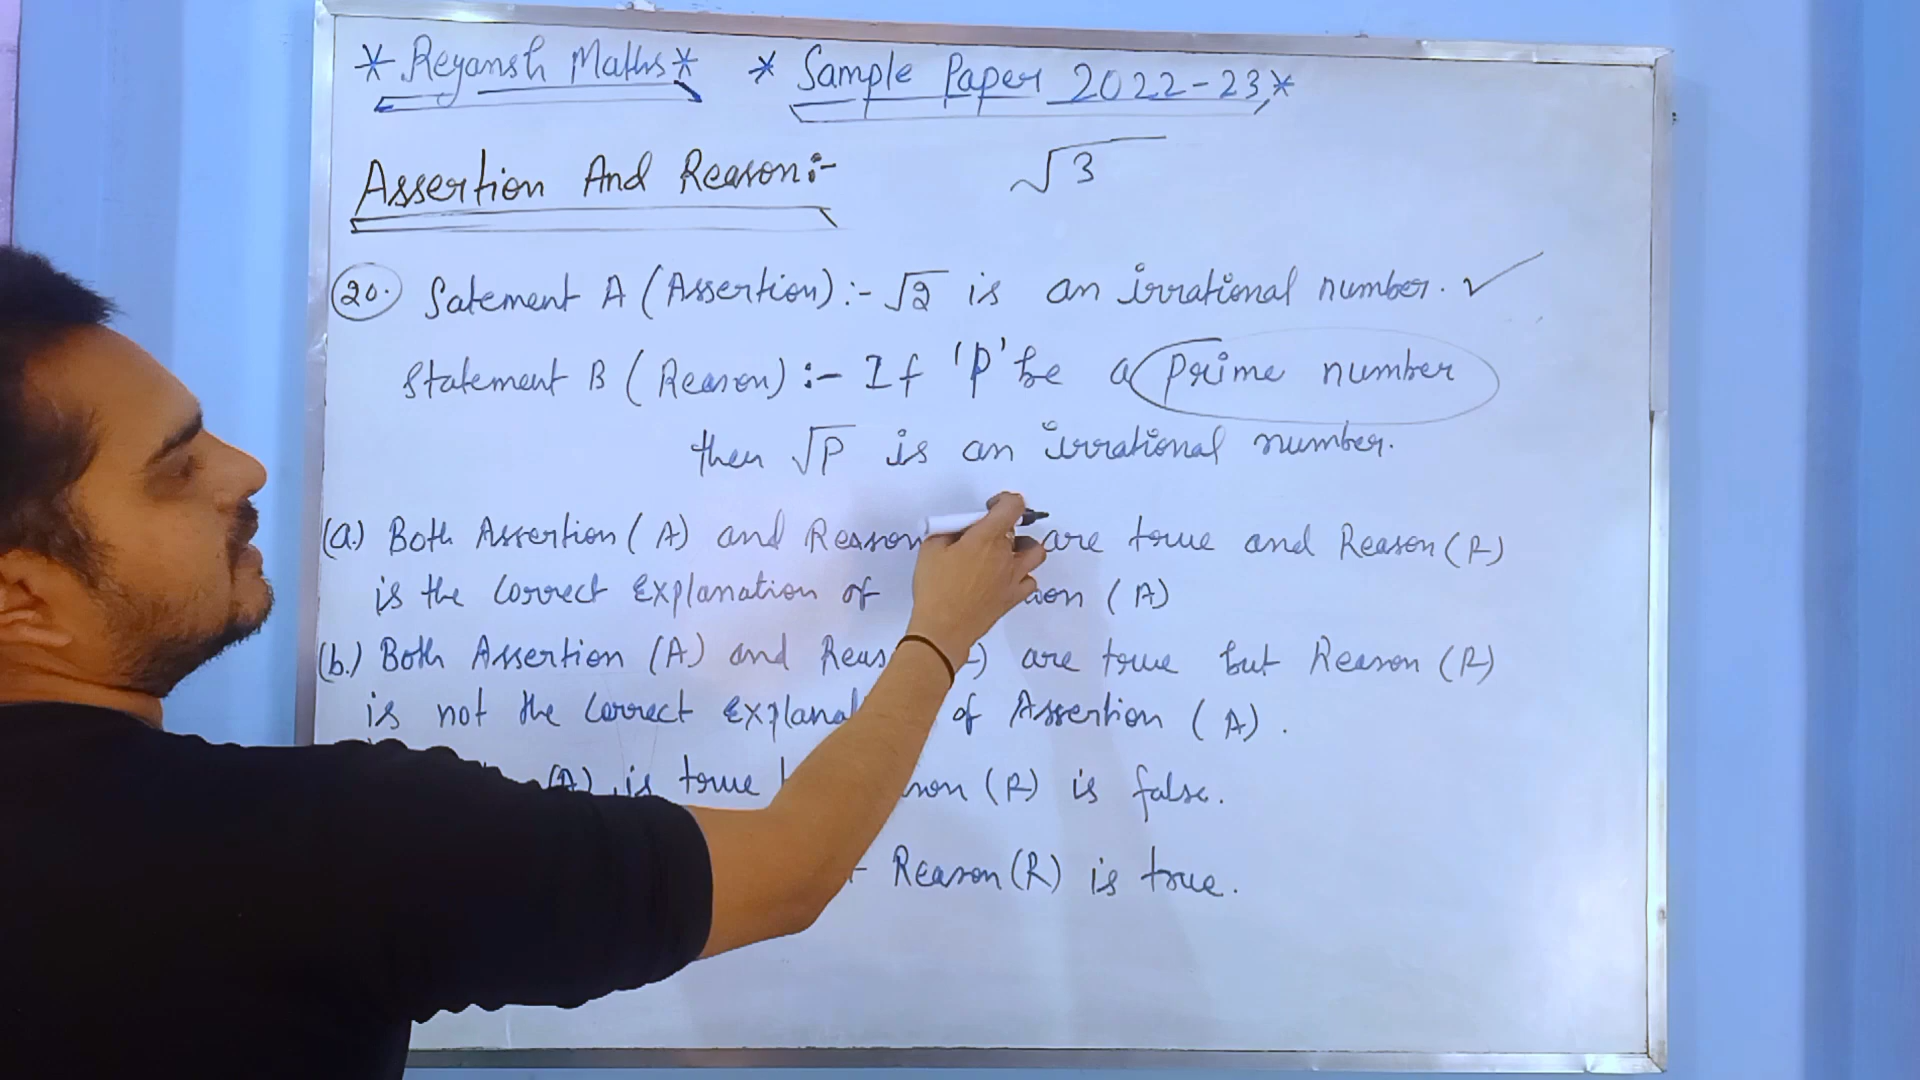 * Reyansh Maths * * Sample Paper 2022-23 *
Assertion And Reason:-
√3
20. Satement A (Assertion) :- √2 is an irrational number. ✓
Statement B (Reason) :- If 'p' be a prime number
then √p is an irrational number.
(a.) Both Assertion (A) and Reason are true and Reason (R)
is the correct Explanation of (A)
(b.) Both Assertion (A) and are true but Reason (R)
is not the correct of Assertion (A).
(A) is true (R) is false.
Reason (R) is true.